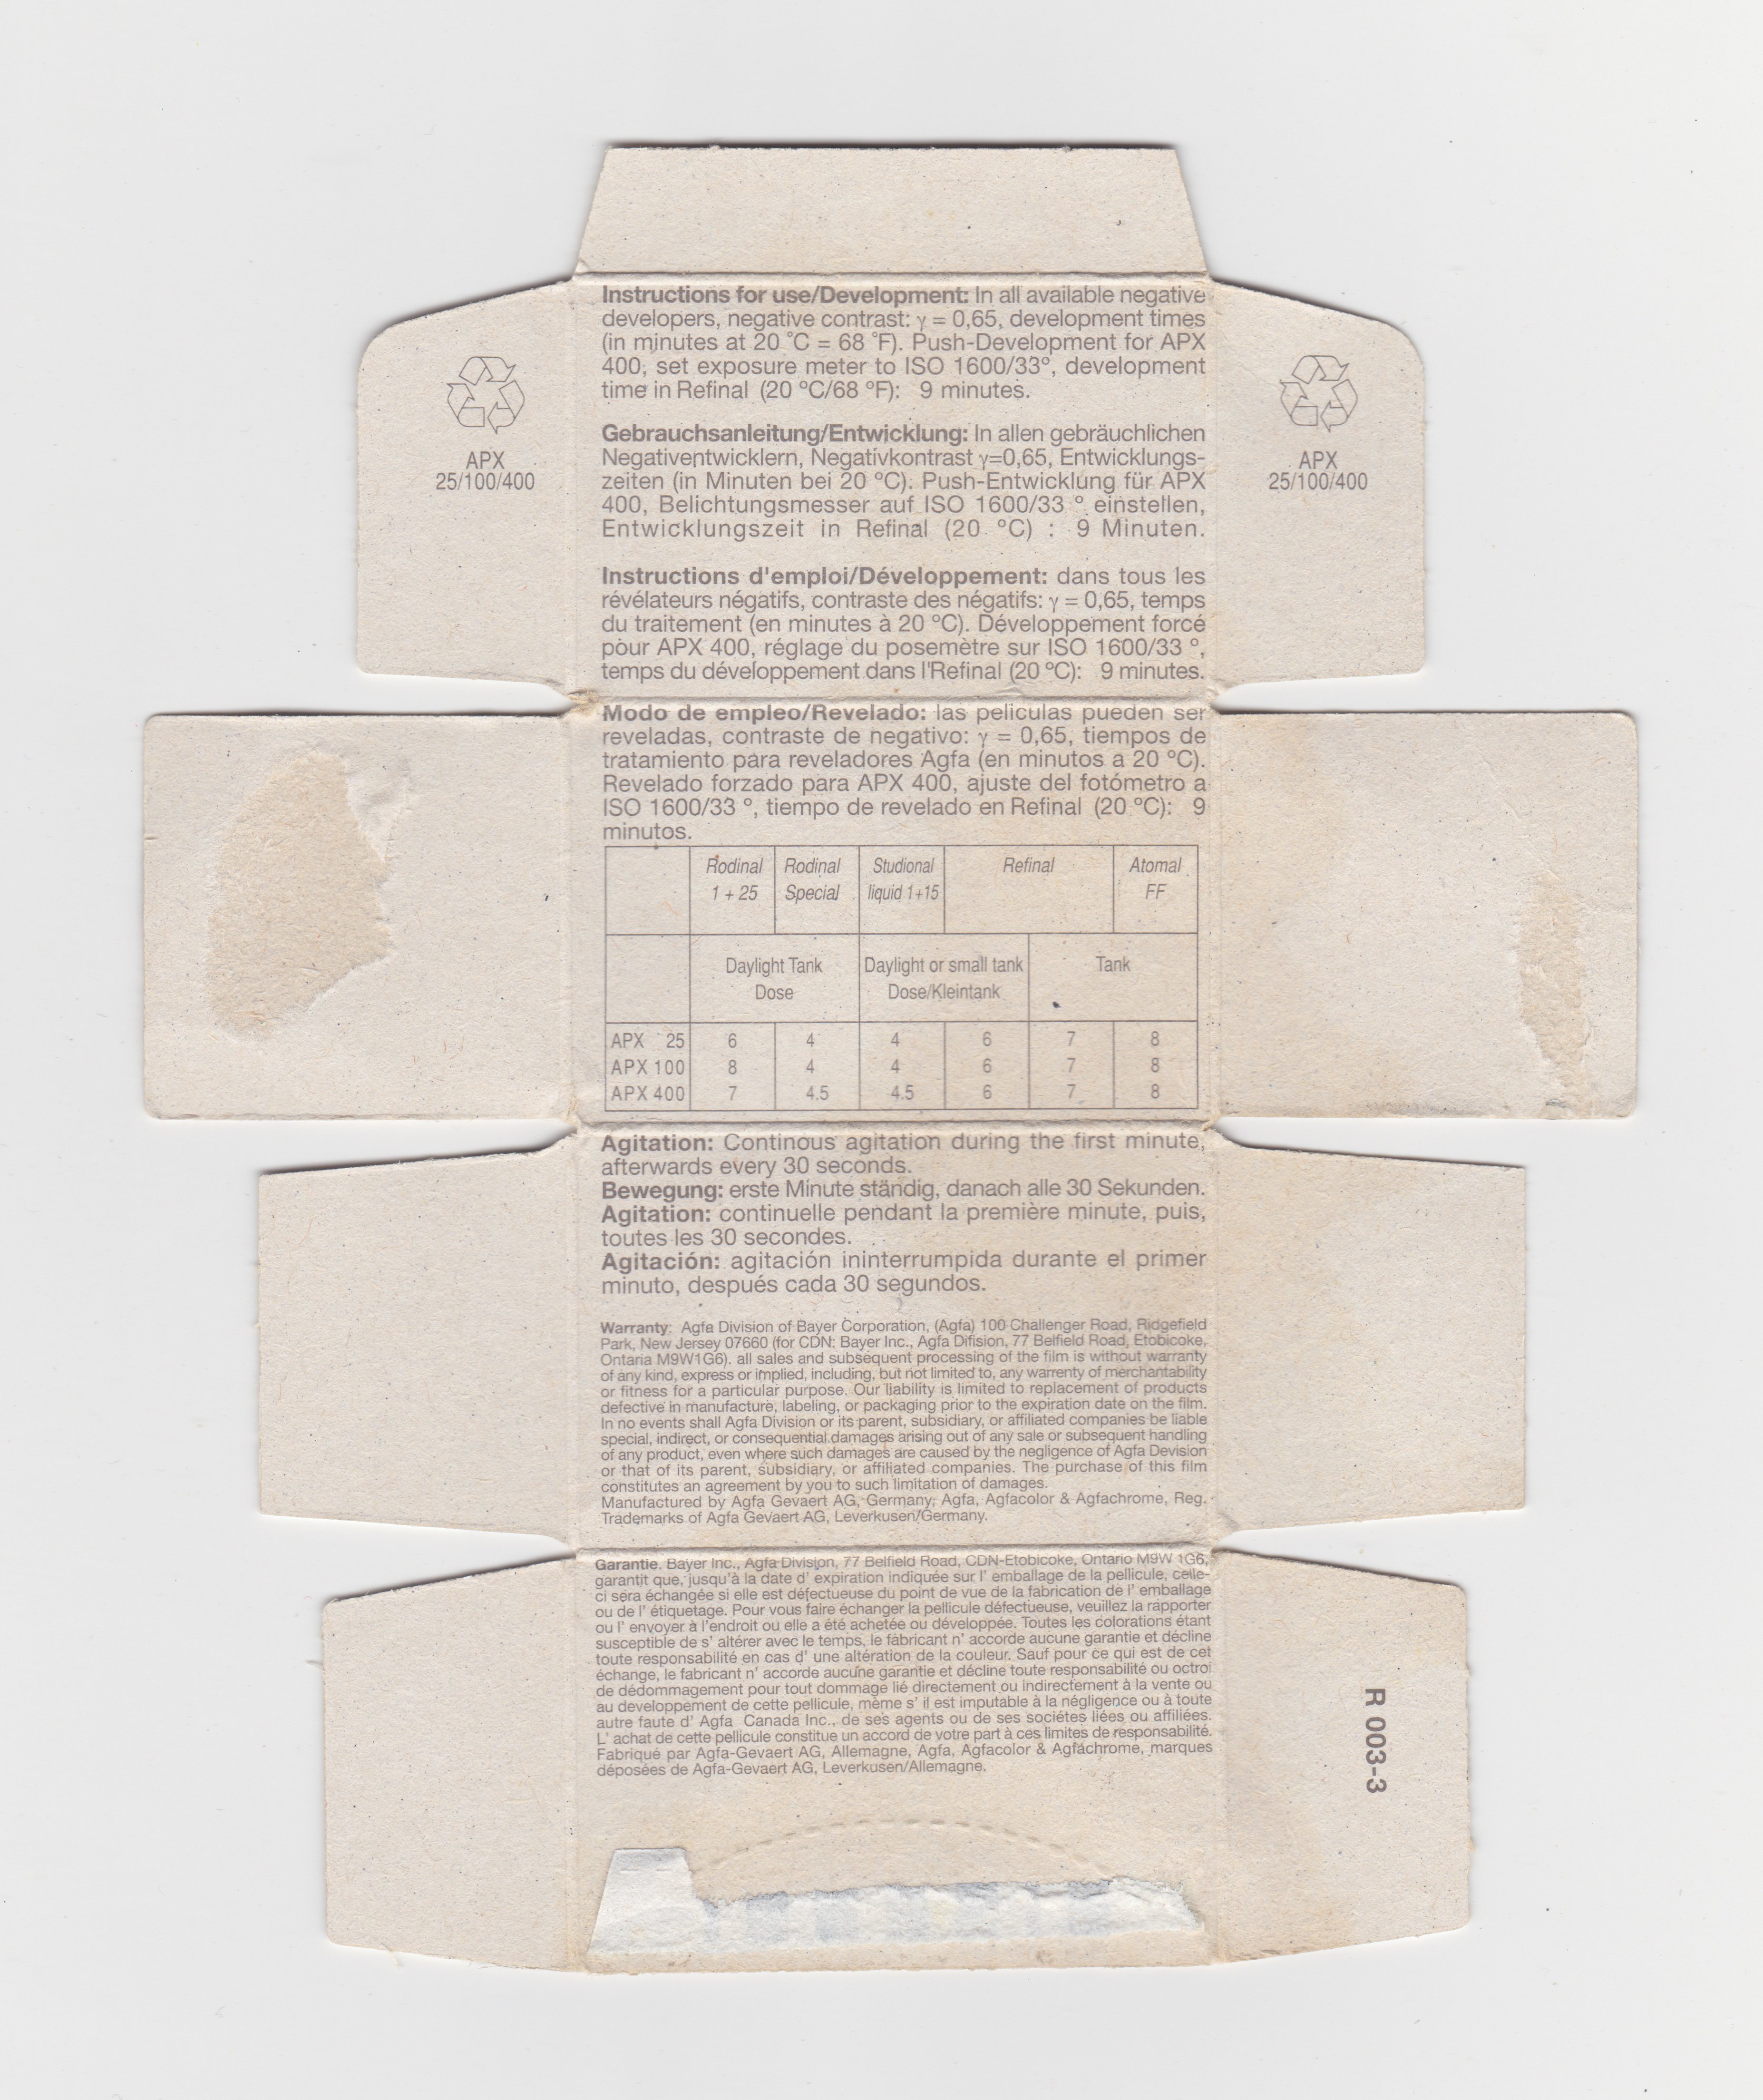 Instructions for use/Development: In all available negative
developers, negative contrast: γ = 0,65, development times
(in minutes at 20 °C = 68 °F). Push-Development for APX
400, set exposure meter to ISO 1600/33º, development
time in Refinal (20 ºC/68 ºF): 9 minutes.
Gebrauchsanleitung/Entwicklung: In allen gebräuchlichen
Negativentwicklern, Negativkontrast γ=0,65, Entwicklungs-
zeiten (in Minuten bei 20 ºC). Push-Entwicklung für APX
400, Belichtungsmesser auf ISO 1600/33 º einstellen,
Entwicklungszeit in Refinal (20 ºC) : 9 Minuten.
Instructions d'emploi/Développement: dans tous les
révélateurs négatifs, contraste des négatifs: γ = 0,65, temps
du traitement (en minutes à 20 ºC). Développement forcé
pour APX 400, réglage du posemètre sur ISO 1600/33 º,
temps du développement dans l'Refinal (20 ºC): 9 minutes.
APX
25/100/400
APX
25/100/400
Modo de empleo/Revelado: las peliculas pueden ser
reveladas, contraste de negativo: γ = 0,65, tiempos de
tratamiento para reveladores Agfa (en minutos a 20 ºC).
Revelado forzado para APX 400, ajuste del fotómetro a
ISO 1600/33 º, tiempo de revelado en Refinal (20 ºC): 9
minutos.
Rodinal Rodinal Studional Refinal Atomal
1 + 25 Special liquid 1+15 FF
Daylight Tank Daylight or small tank Tank
Dose Dose/Kleintank
APX 25 6 4 4 6 7 8
APX 100 8 4 4 6 7 8
APX 400 7 4.5 4.5 6 7 8
Agitation: Continous agitation during the first minute,
afterwards every 30 seconds.
Bewegung: erste Minute ständig, danach alle 30 Sekunden.
Agitation: continuelle pendant la première minute, puis,
toutes les 30 secondes.
Agitación: agitación ininterrumpida durante el primer
minuto, después cada 30 segundos.
Warranty: Agfa Division of Bayer Corporation, (Agfa) 100 Challenger Road, Ridgefield
Park, New Jersey 07660 (for CDN: Bayer Inc., Agfa Difision, 77 Belfield Road, Etobicoke,
Ontaria M9W1G6). all sales and subsequent processing of the film is without warranty
of any kind, express or implied, including, but not limited to, any warrenty of merchantability
or fitness for a particular purpose. Our liability is limited to replacement of products
defective in manufacture, labeling, or packaging prior to the expiration date on the film.
In no events shall Agfa Division or its parent, subsidiary, or affiliated companies be liable
special, indirect, or consequential damages arising out of any sale or subsequent handling
of any product, even where such damages are caused by the negligence of Agfa Devision
or that of its parent, subsidiary, or affiliated companies. The purchase of this film
constitutes an agreement by you to such limitation of damages.
Manufactured by Agfa Gevaert AG, Germany; Agfa, Agfacolor & Agfachrome, Reg.
Trademarks of Agfa Gevaert AG, Leverkusen/Germany.
Garantie. Bayer Inc., Agfa Division, 77 Belfield Road, CDN-Etobicoke, Ontario M9W 1G6,
garantit que, jusqu'à la date d' expiration indiquée sur l' emballage de la pellicule, celle-
ci sera échangée si elle est défectueuse du point de vue de la fabrication de l' emballage
ou de l' étiquetage. Pour vous faire échanger la pellicule défectueuse, veuillez la rapporter
ou l' envoyer à l'endroit ou elle a été achetée ou développée. Toutes les colorations étant
susceptible de s' altérer avec le temps, le fabricant n' accorde aucune garantie et décline
toute responsabilité en cas d' une altération de la couleur. Sauf pour ce qui est de cet
échange, le fabricant n' accorde aucune garantie et décline toute responsabilité ou octroi
de dédommagement pour tout dommage lié directement ou indirectement à la vente ou
au developpement de cette pellicule, même s' il est imputable à la négligence ou à toute
autre faute d' Agfa Canada Inc., de ses agents ou de ses sociétes liées ou affiliées.
L' achat de cette pellicule constitue un accord de votre part à ces limites de responsabilité.
Fabriqué par Agfa-Gevaert AG, Allemagne, Agfa, Agfacolor & Agfachrome, marques
déposées de Agfa-Gevaert AG, Leverkusen/Allemagne.
R 003-3